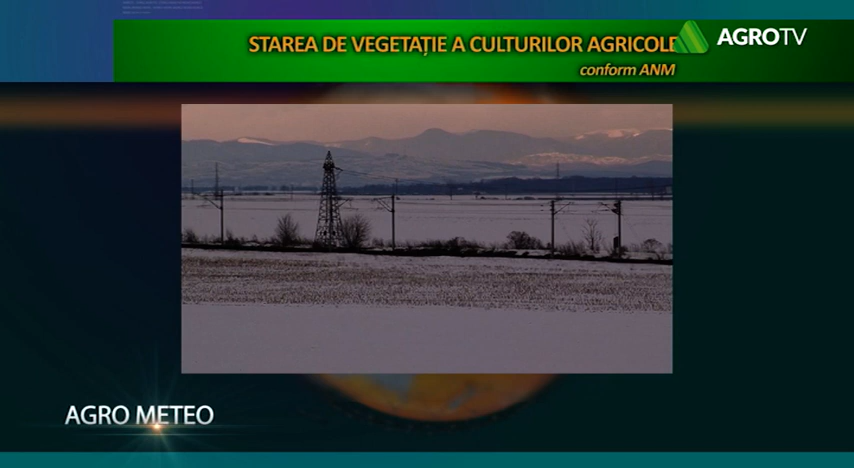 STAREA DE VEGETAȚIE A CULTURILOR AGRICOLE
AGROTV
conform ANM
AGRO METEO